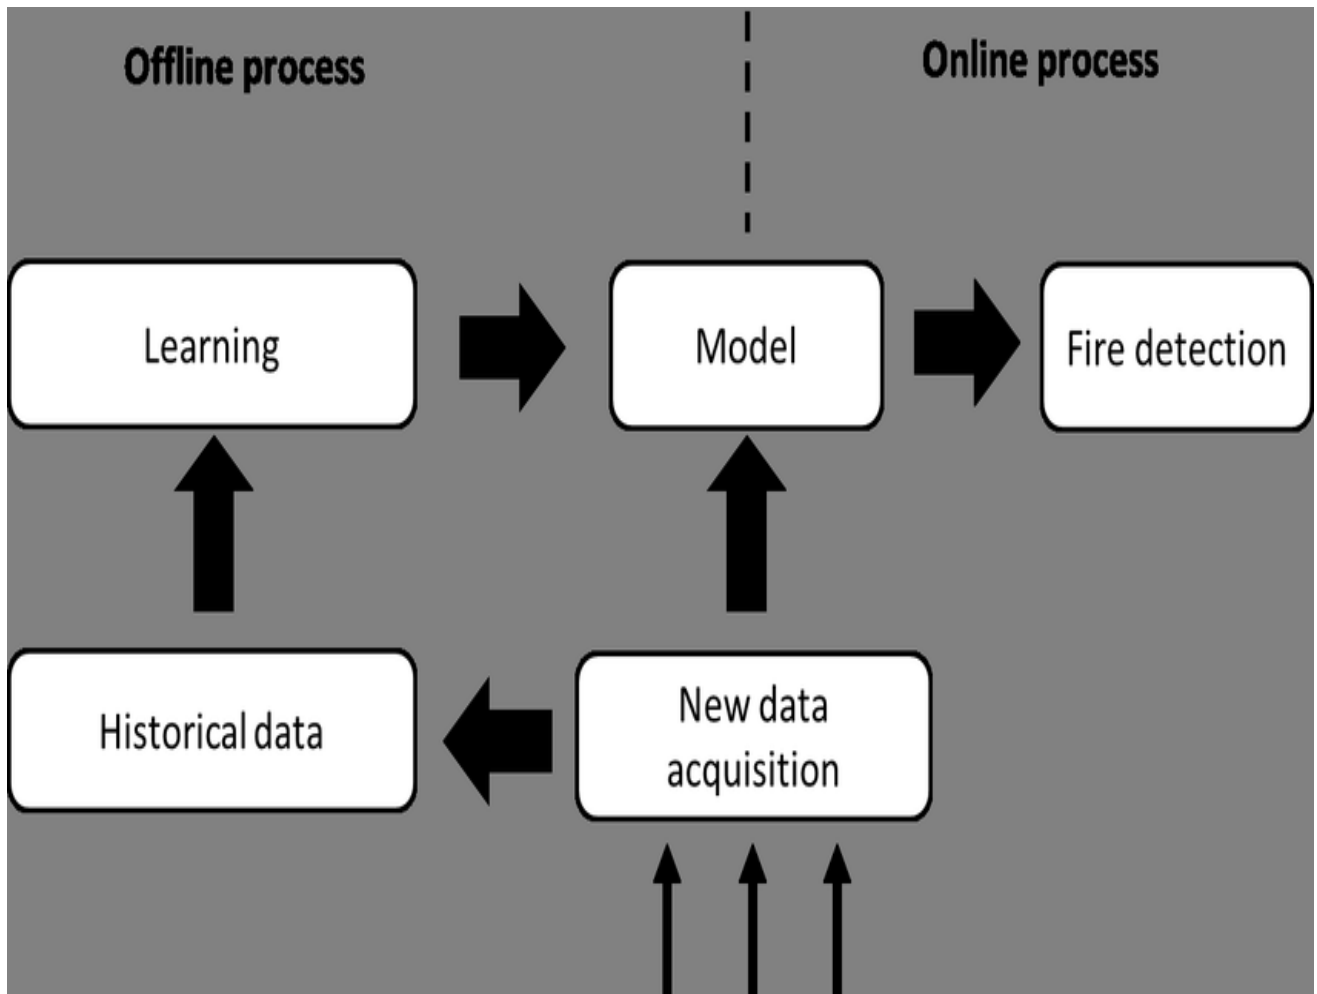 Offline process
Online process
Learning
Model
Fire detection
Historical data
New data
acquisition